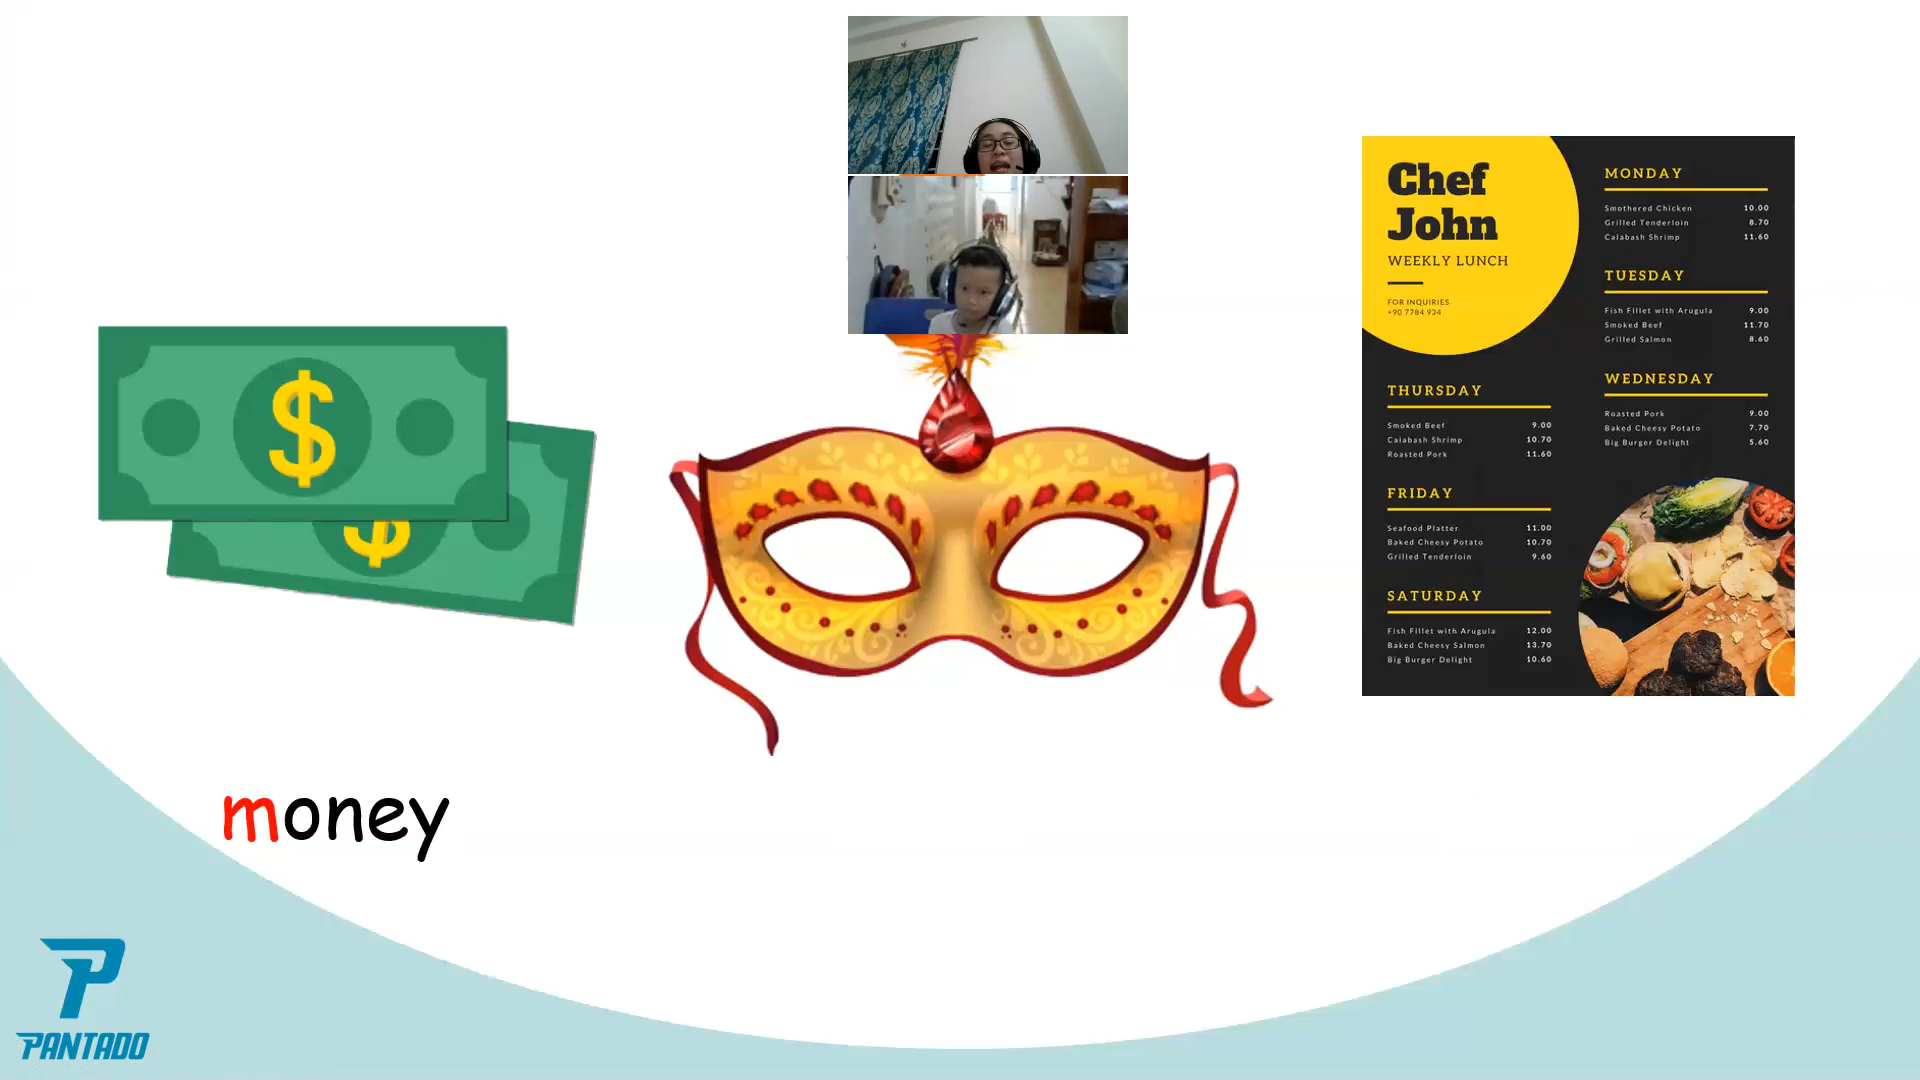 $
$
money
PANTADO
Chef
John
WEEKLY LUNCH
FOR INQUIRIES
+90 7784 934
MONDAY
Smothered Chicken 10.00
Grilled Tenderloin 8.70
Calabash Shrimp 11.60
TUESDAY
Fish Fillet with Arugula 9.00
Smoked Beef 11.70
Grilled Salmon 8.60
WEDNESDAY
Roasted Pork 9.00
Baked Cheesy Potato 7.70
Big Burger Delight 5.60
THURSDAY
Smoked Beef 9.00
Calabash Shrimp 10.70
Roasted Pork 11.60
FRIDAY
Seafood Platter 11.00
Baked Cheesy Potato 10.70
Grilled Tenderloin 9.60
SATURDAY
Fish Fillet with Arugula 12.00
Baked Cheesy Salmon 13.70
Big Burger Delight 10.60